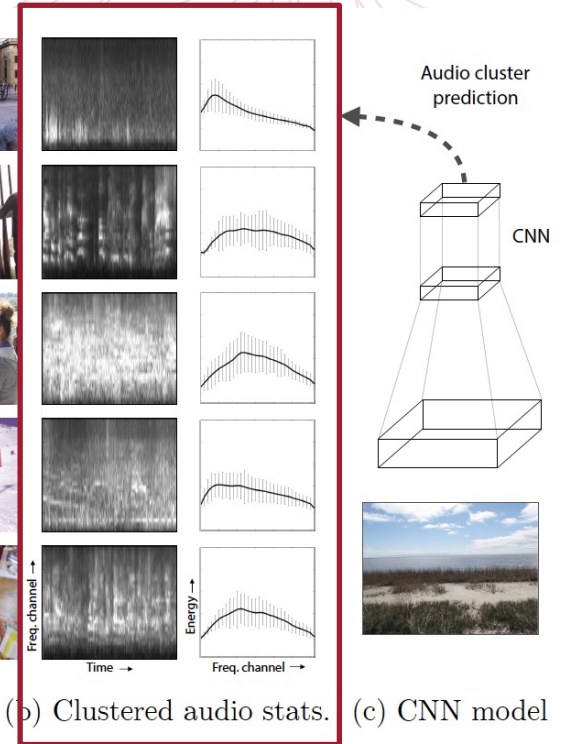 Audio cluster
prediction
CNN
Freq. channel →
Time →
Energy →
Freq. channel →
(b) Clustered audio stats.
(c) CNN model